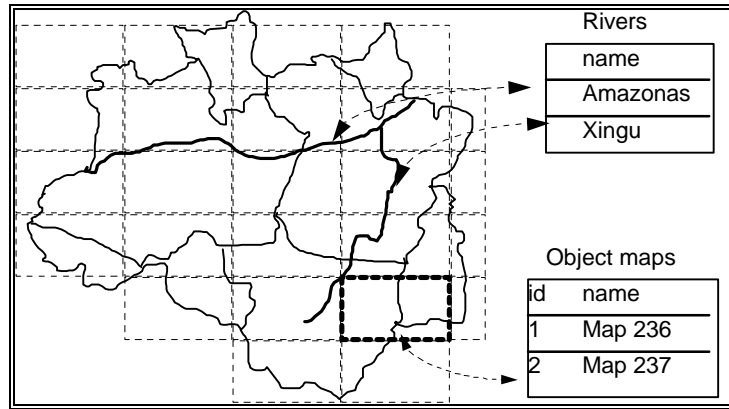 Rivers
name
Amazonas
Xingu
Object maps
id name
1 Map 236
2 Map 237